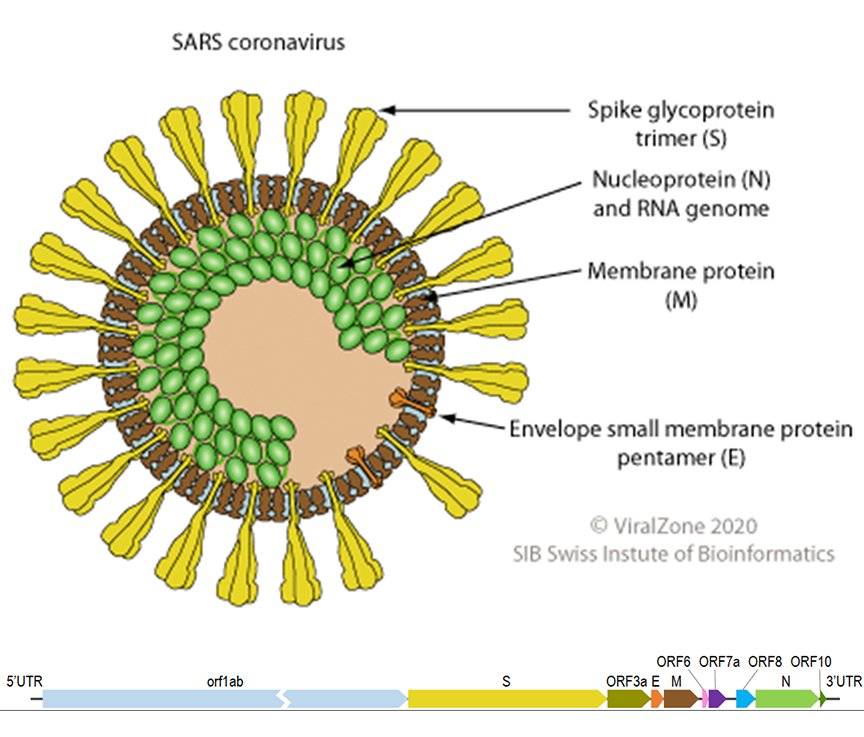 SARS coronavirus
Spike glycoprotein
trimer (S)
Nucleoprotein (N)
and RNA genome
Membrane protein
(M)
Envelope small membrane protein
pentamer (E)
© ViralZone 2020
SIB Swiss Instute of Bioinformatics
ORF6 ORF7a ORF8 ORF10
5’UTR orf1ab S ORF3a E M N 3’UTR